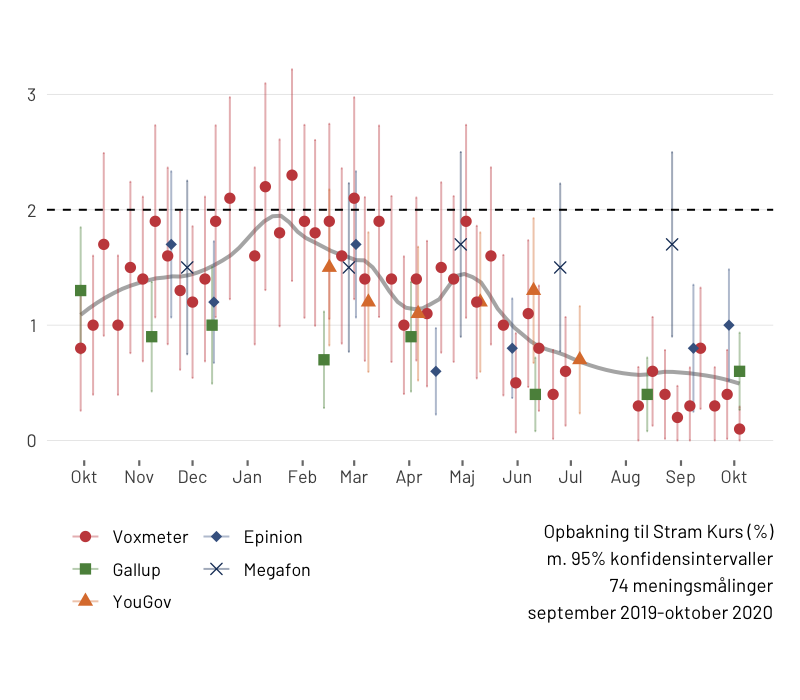 3
2
1
0
Okt Nov Dec Jan Feb Mar Apr Maj Jun Jul Aug Sep Okt
Voxmeter Epinion
Gallup Megafon
YouGov
Opbakning til Stram Kurs (%)
m. 95% konfidensintervaller
74 meningsmålinger
september 2019-oktober 2020